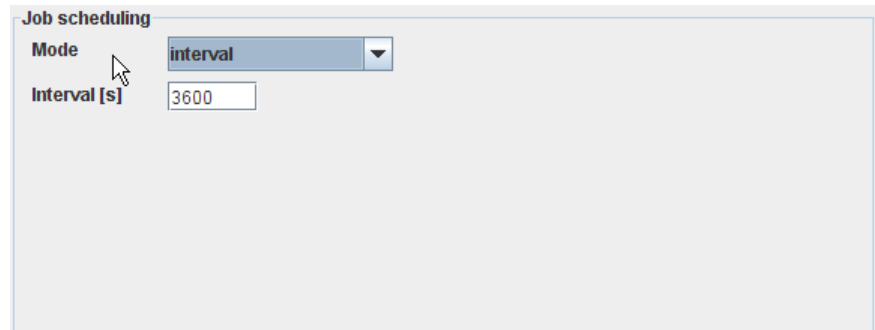 Job scheduling
Mode interval
Interval [s] 3600